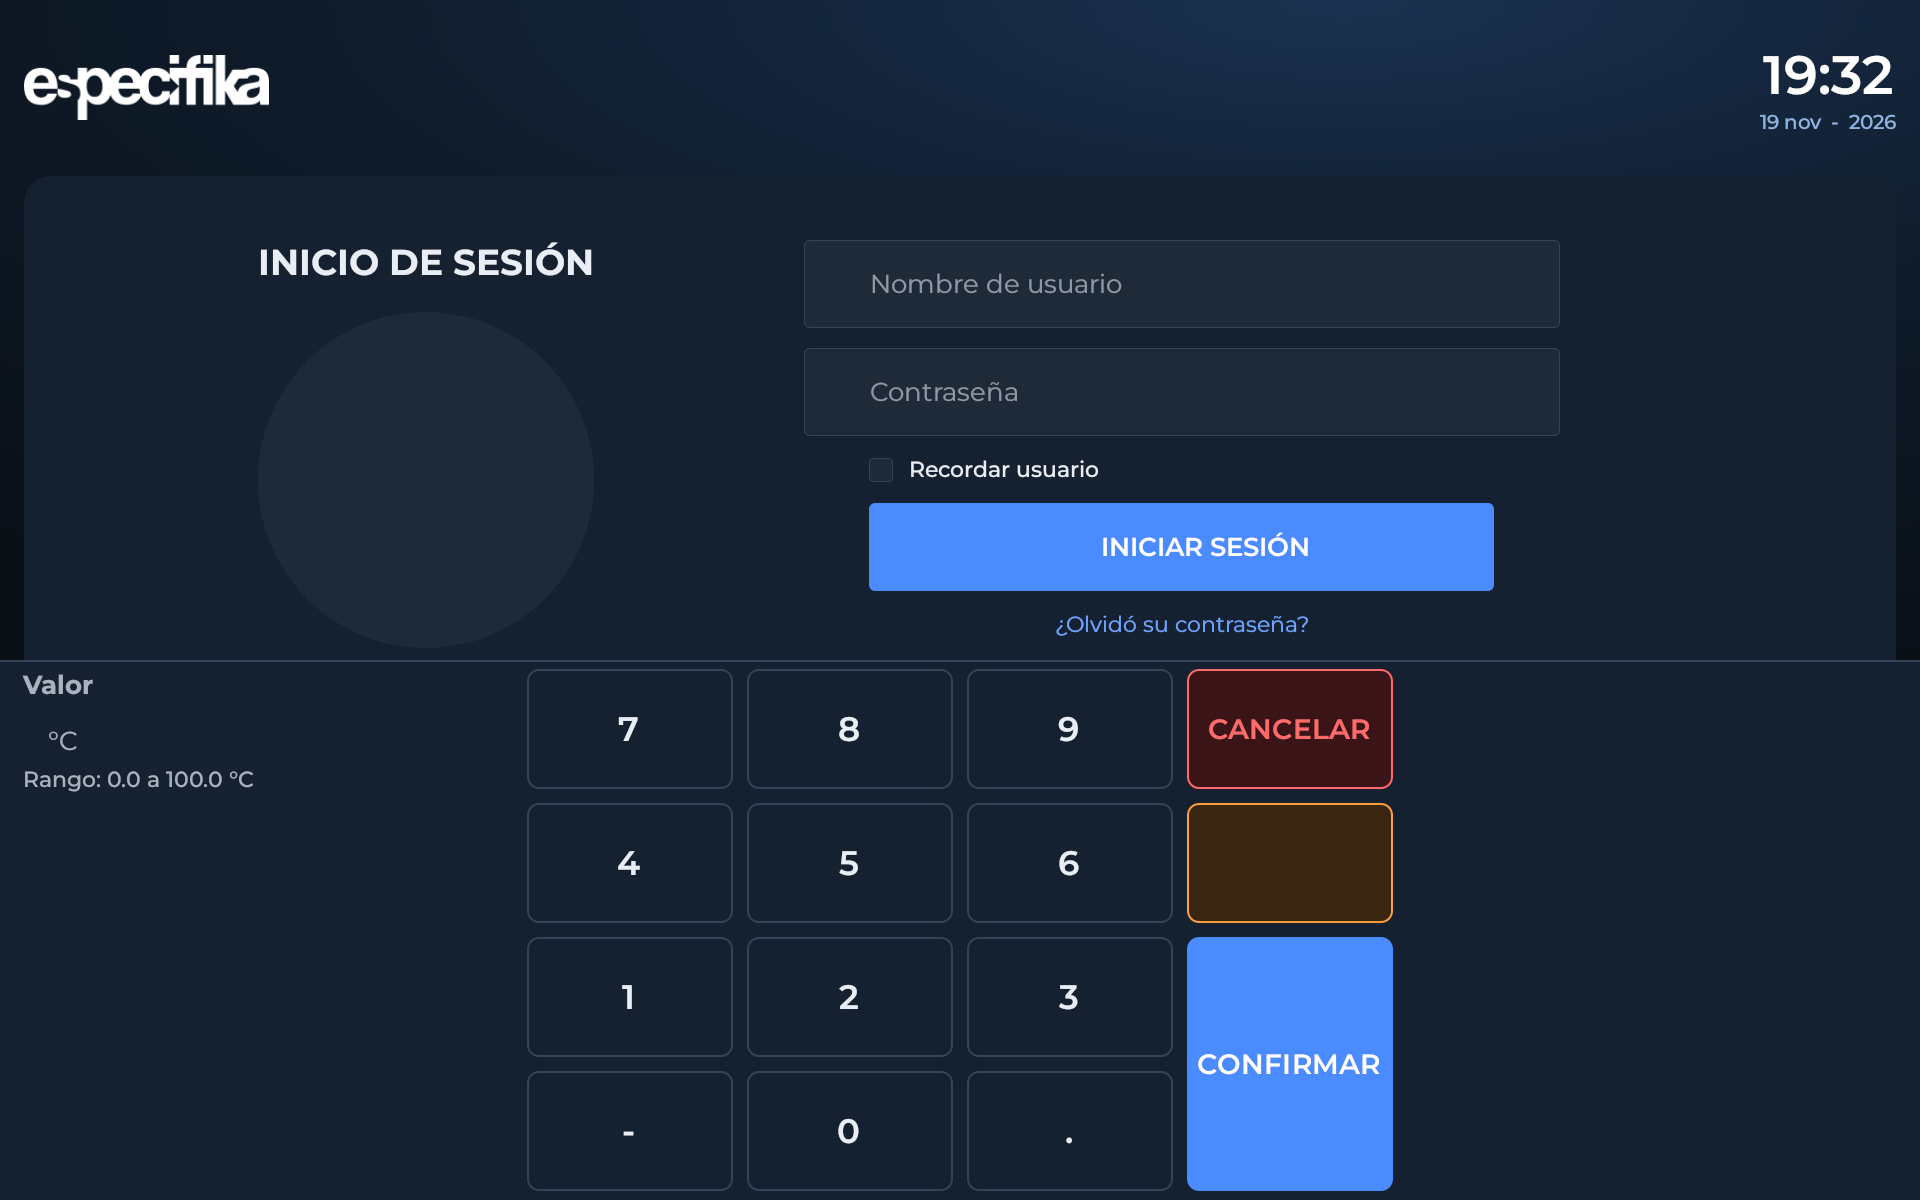 especifika
19:32
19 nov - 2026
INICIO DE SESIÓN
Nombre de usuario
Contraseña
Recordar usuario
INICIAR SESIÓN
¿Olvidó su contraseña?
Valor
°C
Rango: 0.0 a 100.0 °C
7 8 9 CANCELAR
4 5 6
1 2 3
CONFIRMAR
- 0 .